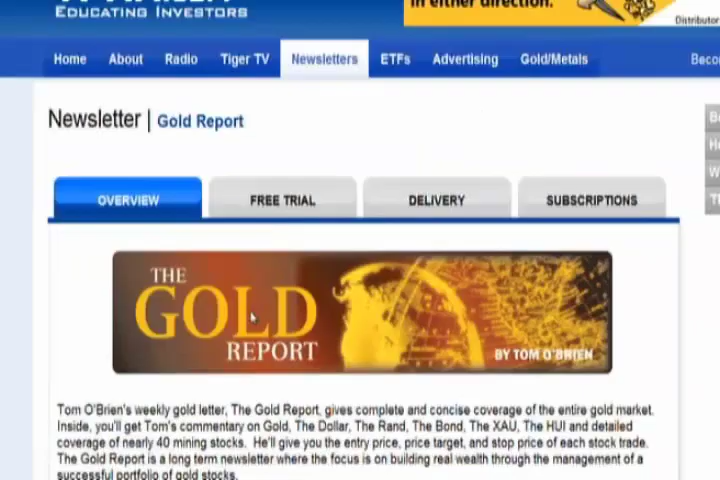 in either direction.
EDUCATING INVESTORS
Distributor
Home About Radio Tiger TV Newsletters ETFs Advertising Gold/Metals
Newsletter | Gold Report
OVERVIEW FREE TRIAL DELIVERY SUBSCRIPTIONS
THE
GOLD
REPORT
BY TOM O'BRIEN
Tom O'Brien's weekly gold letter, The Gold Report, gives complete and concise coverage of the entire gold market.
Inside, you'll get Tom's commentary on Gold, The Dollar, The Rand, The Bond, The XAU, The HUI and detailed
coverage of nearly 40 mining stocks. He'll give you the entry price, price target, and stop price of each stock trade.
The Gold Report is a long term newsletter where the focus is on building real wealth through the management of a
successful portfolio of gold stocks.